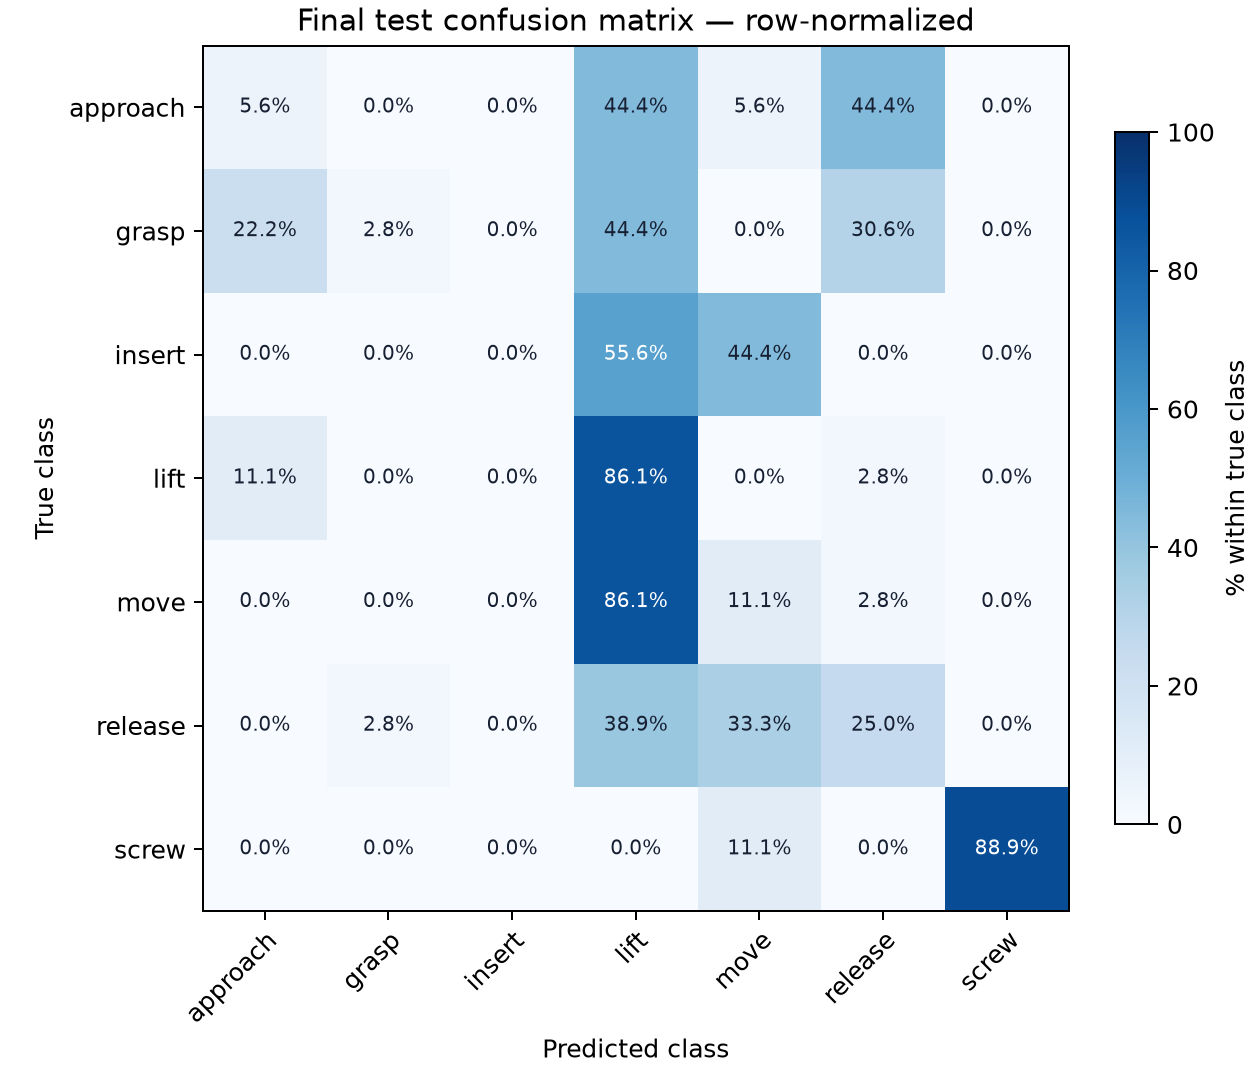 Final test confusion matrix — row-normalized
approach 5.6% 0.0% 0.0% 44.4% 5.6% 44.4% 0.0%
grasp 22.2% 2.8% 0.0% 44.4% 0.0% 30.6% 0.0%
insert 0.0% 0.0% 0.0% 55.6% 44.4% 0.0% 0.0%
lift 11.1% 0.0% 0.0% 86.1% 0.0% 2.8% 0.0%
move 0.0% 0.0% 0.0% 86.1% 11.1% 2.8% 0.0%
release 0.0% 2.8% 0.0% 38.9% 33.3% 25.0% 0.0%
screw 0.0% 0.0% 0.0% 0.0% 11.1% 0.0% 88.9%
approach grasp insert lift move release screw
Predicted class
True class
100
80
60
40
20
0
% within true class